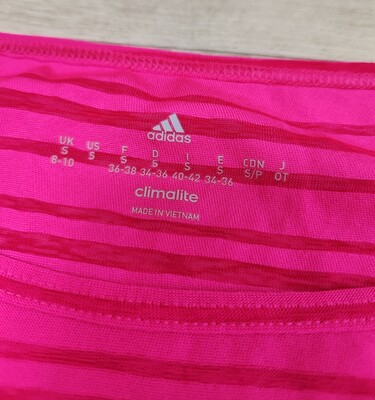 adidas
UK US F D I E CDN J
S S S S S S S/P OT
8-10 36-38 34-36 40-42 34-36
climalite
MADE IN VIETNAM